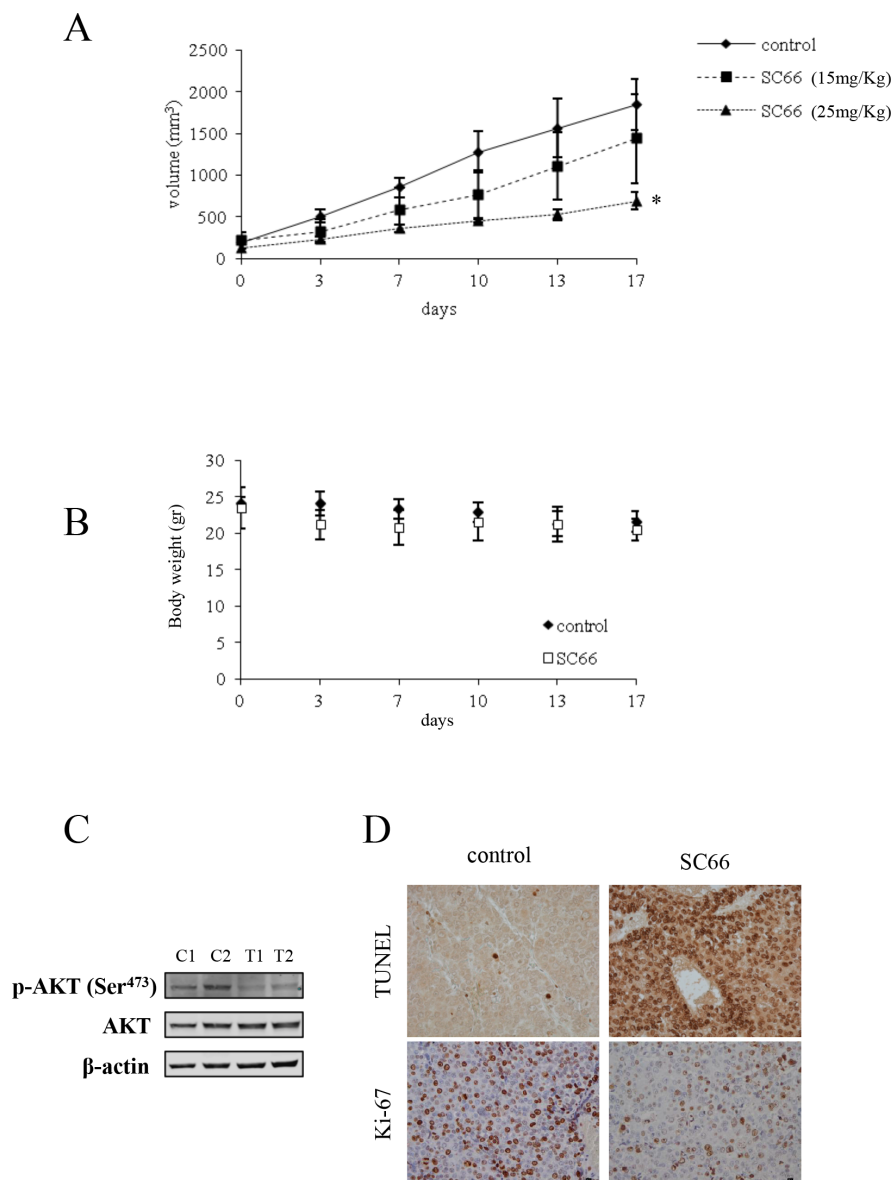 A
control
SC66 (15mg/Kg)
SC66 (25mg/Kg)
volume (mm³)
2500
2000
1500
1000
500
0
*
0 3 7 10 13 17
days
B
Body weight (gr)
30
25
20
15
10
5
0
control
SC66
0 3 7 10 13 17
days
C
C1 C2 T1 T2
p-AKT (Ser⁴⁷³)
AKT
β-actin
D
control SC66
TUNEL
Ki-67